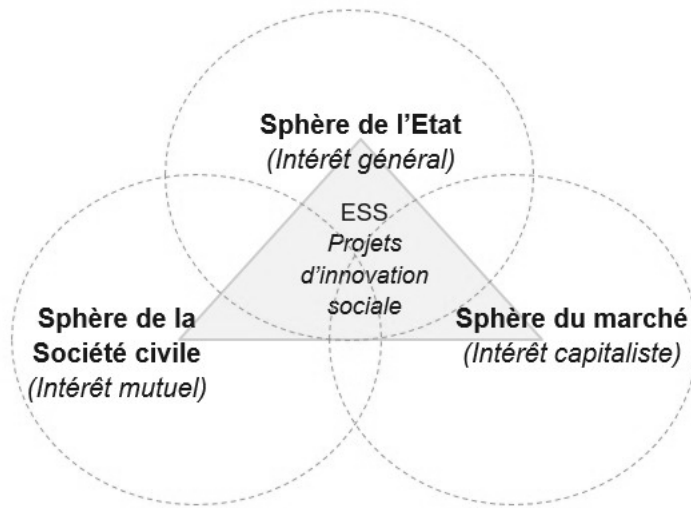 Sphère de l'Etat
(Intérêt général)
ESS
Projets
d'innovation
sociale
Sphère de la
Société civile
(Intérêt mutuel)
Sphère du marché
(Intérêt capitaliste)